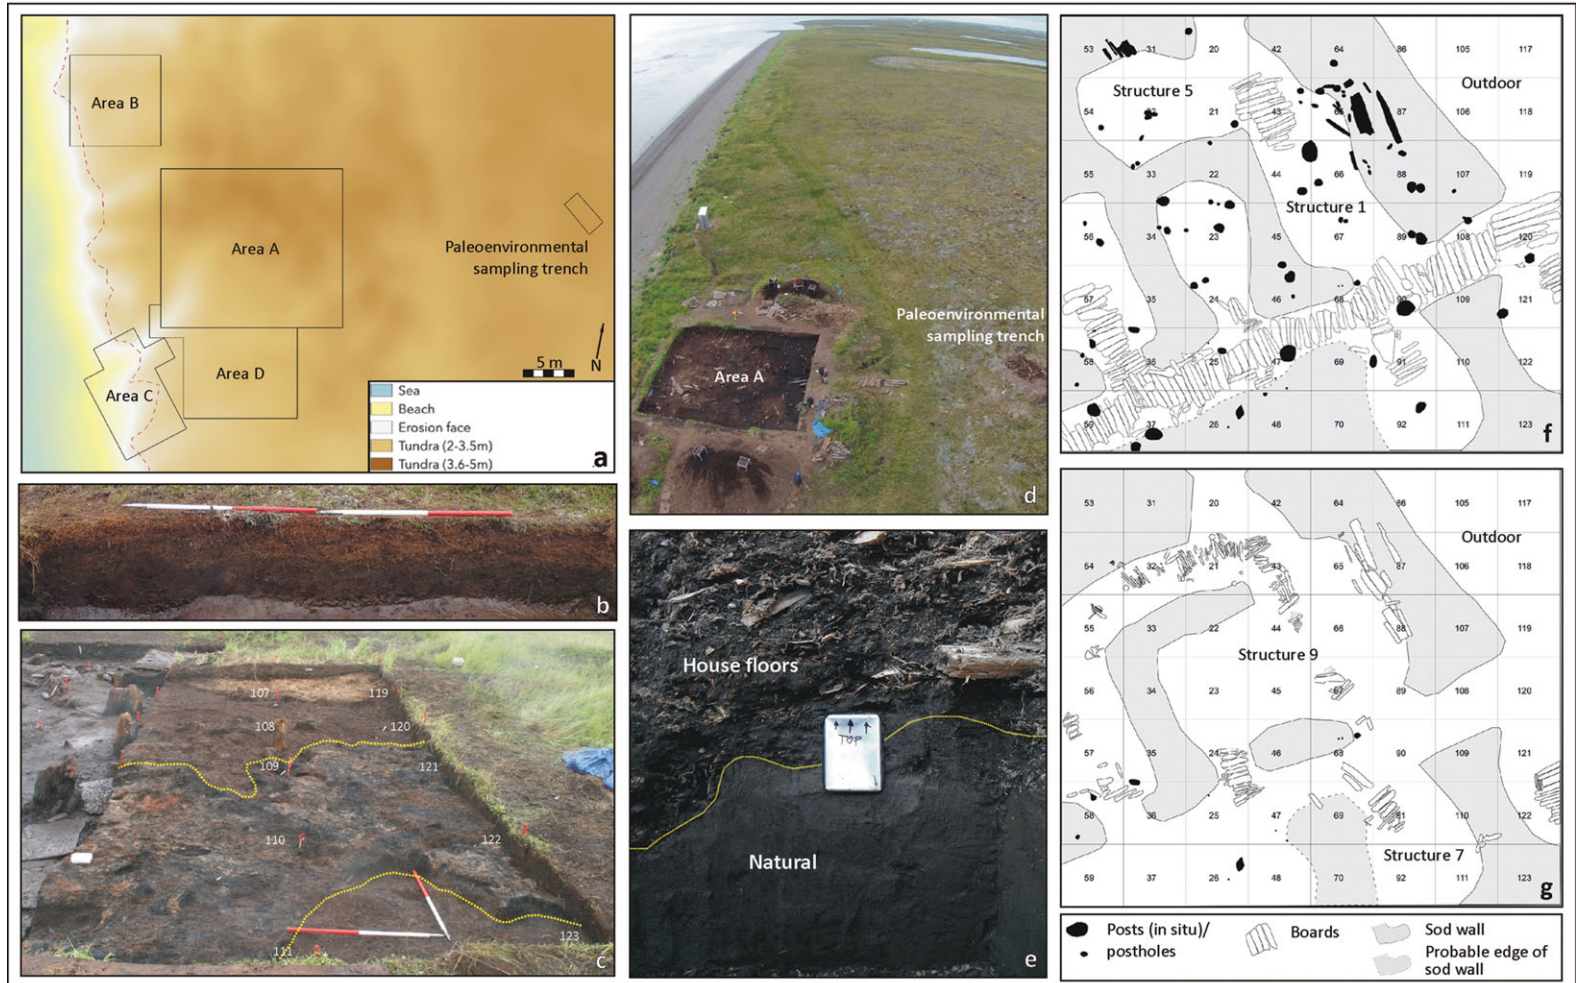 Area B
Area A
Paleoenvironmental
sampling trench
Area C
Area D
5 m
N
Sea
Beach
Erosion face
Tundra (2-3.5m)
Tundra (3.6-5m)
a
b
107
119
108
120
109
121
110
122
111
123
c
Paleoenvironmental
sampling trench
Area A
d
House floors
TOP
Natural
e
53 31 20 42 64 86 105 117
Structure 5
Outdoor
54 32 21 43 65 87 106 118
55 33 22 44 66 88 107 119
Structure 1
56 34 23 45 67 89 108 120
57 35 24 46 68 90 109 121
58 36 25 47 69 91 110 122
59 37 26 48 70 92 111 123
f
53 31 20 42 64 86 105 117
Outdoor
54 32 21 43 65 87 106 118
55 33 22 44 66 88 107 119
Structure 9
56 34 23 45 67 89 108 120
57 35 24 46 68 90 109 121
58 36 25 47 69 91 110 122
Structure 7
59 37 26 48 70 92 111 123
g
Posts (in situ)/
postholes
Boards
Sod wall
Probable edge of
sod wall